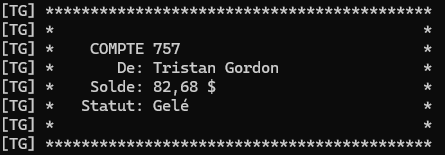 [TG] *******************************************
[TG] *                                         *
[TG] *    COMPTE 757                           *
[TG] *       De: Tristan Gordon                *
[TG] *    Solde: 82,68 $                       *
[TG] *   Statut: Gelé                          *
[TG] *                                         *
[TG] *******************************************